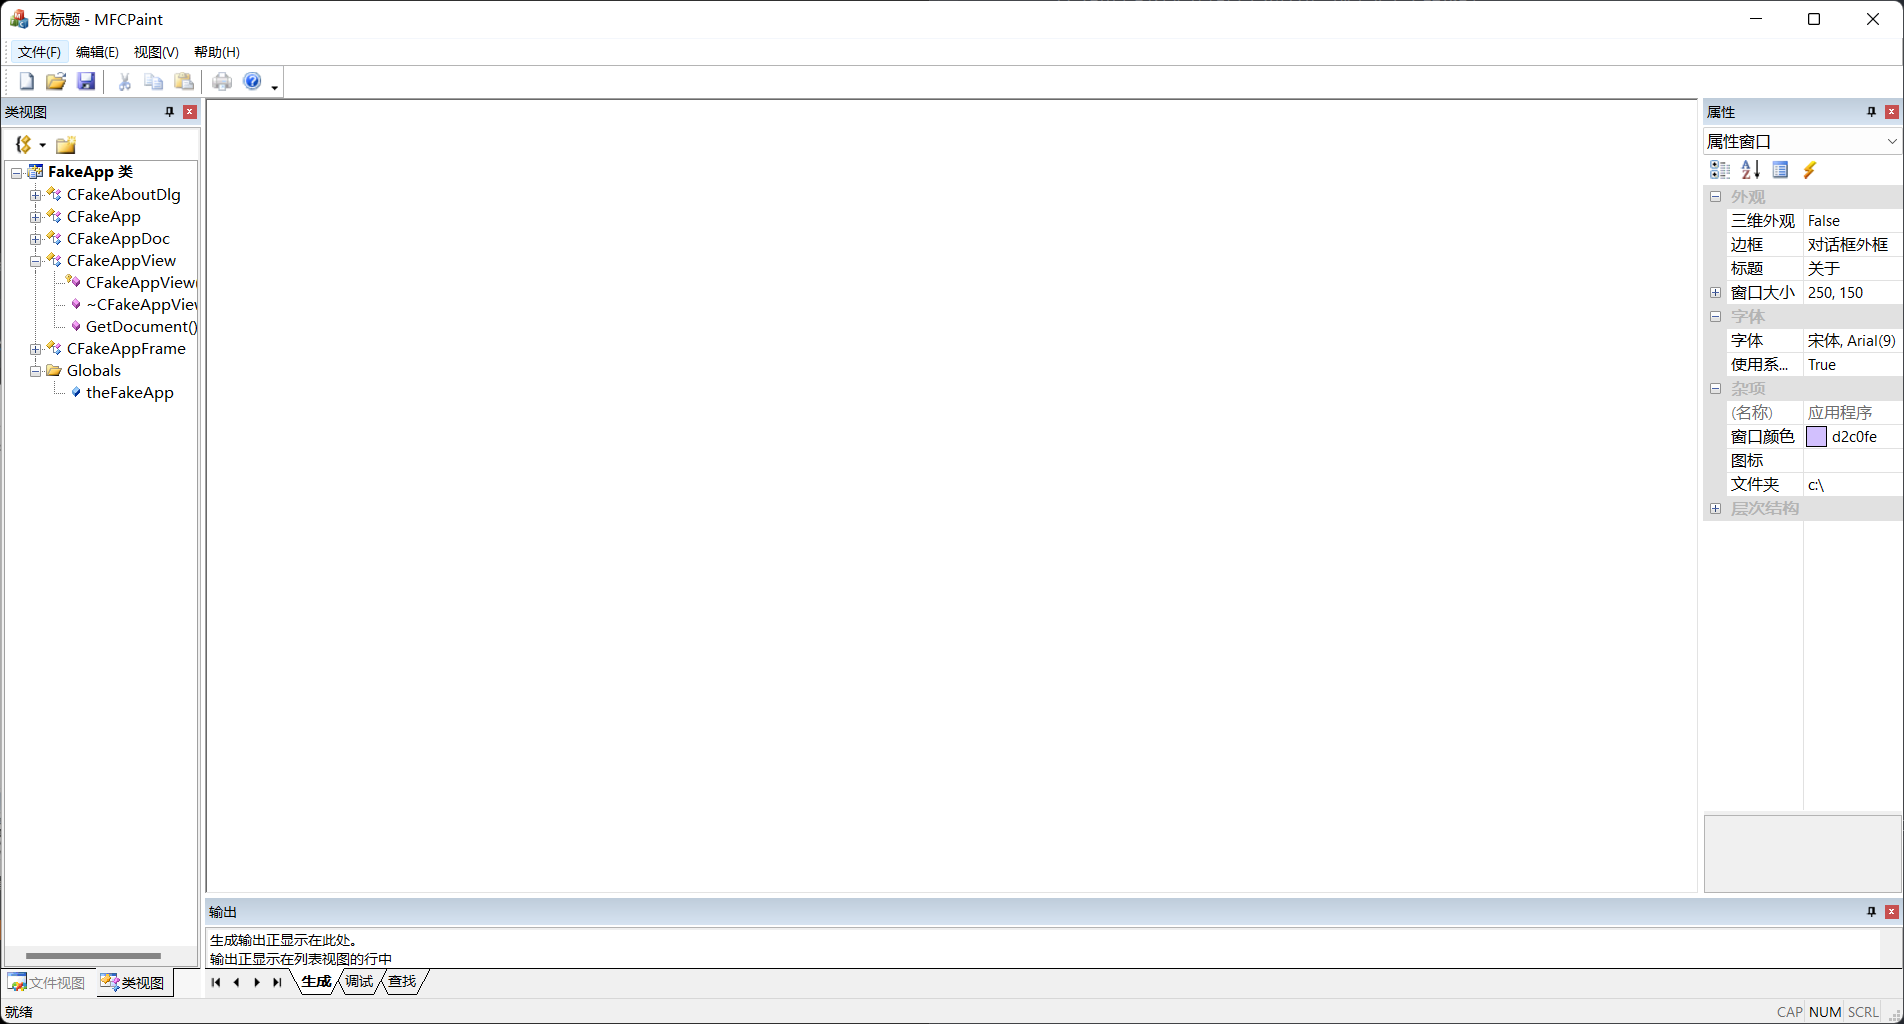 无标题 - MFCPaint
文件(F) 编辑(E) 视图(V) 帮助(H)
类视图
FakeApp 类
CFakeAboutDlg
CFakeApp
CFakeAppDoc
CFakeAppView
CFakeAppView(
~CFakeAppView
GetDocument()
CFakeAppFrame
Globals
theFakeApp
文件视图 类视图
属性
属性窗口
外观
三维外观 False
边框 对话框外框
标题 关于
窗口大小 250, 150
字体
字体 宋体, Arial(9)
使用系... True
杂项
(名称) 应用程序
窗口颜色 d2c0fe
图标
文件夹 c:\
层次结构
输出
生成输出正显示在此处。
输出正显示在列表视图的行中
生成 调试 查找
就绪
CAP NUM SCRL